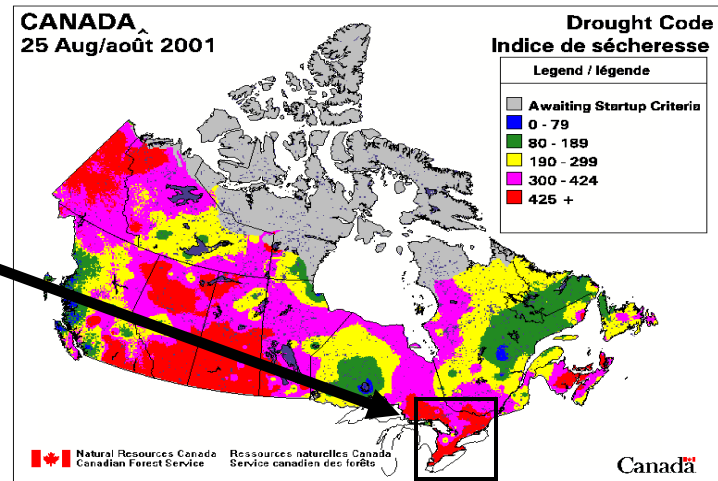 CANADA
25 Aug/août 2001
Drought Code
Indice de sécheresse
Legend / légende
Awaiting Startup Criteria
0 - 79
80 - 189
190 - 299
300 - 424
425 +
Natural Resources Canada
Canadian Forest Service
Ressources naturelles Canada
Service canadien des forêts
Canada